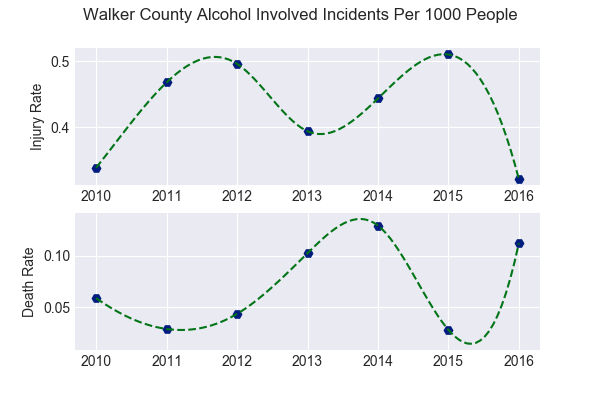 Walker County Alcohol Involved Incidents Per 1000 People
Injury Rate
0.5
0.4
2010 2011 2012 2013 2014 2015 2016
Death Rate
0.10
0.05
2010 2011 2012 2013 2014 2015 2016